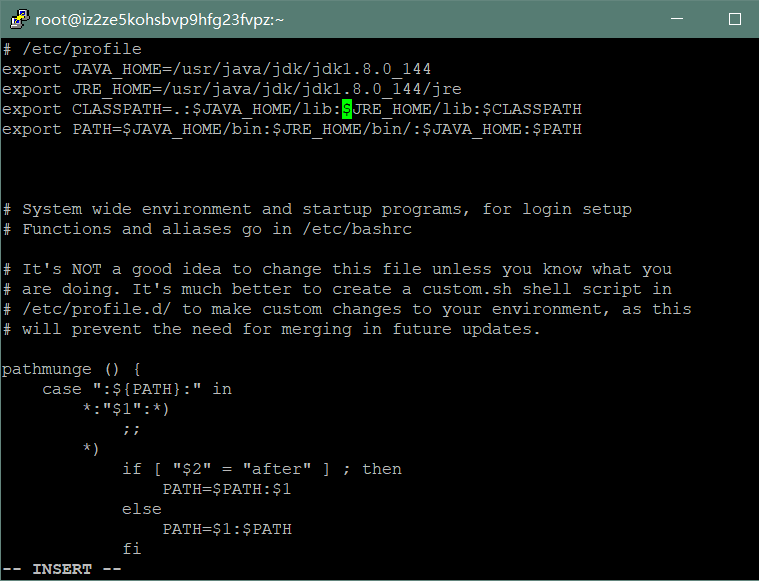 root@iz2ze5kohsbvp9hfg23fvpz:~
# /etc/profile
export JAVA_HOME=/usr/java/jdk/jdk1.8.0_144
export JRE_HOME=/usr/java/jdk/jdk1.8.0_144/jre
export CLASSPATH=.:$JAVA_HOME/lib:$JRE_HOME/lib:$CLASSPATH
export PATH=$JAVA_HOME/bin:$JRE_HOME/bin/:$JAVA_HOME:$PATH
# System wide environment and startup programs, for login setup
# Functions and aliases go in /etc/bashrc
# It's NOT a good idea to change this file unless you know what you
# are doing. It's much better to create a custom.sh shell script in
# /etc/profile.d/ to make custom changes to your environment, as this
# will prevent the need for merging in future updates.
pathmunge () {
    case ":${PATH}:" in
        *:"$1":*)
            ;;
        *)
            if [ "$2" = "after" ] ; then
                PATH=$PATH:$1
            else
                PATH=$1:$PATH
            fi
-- INSERT --